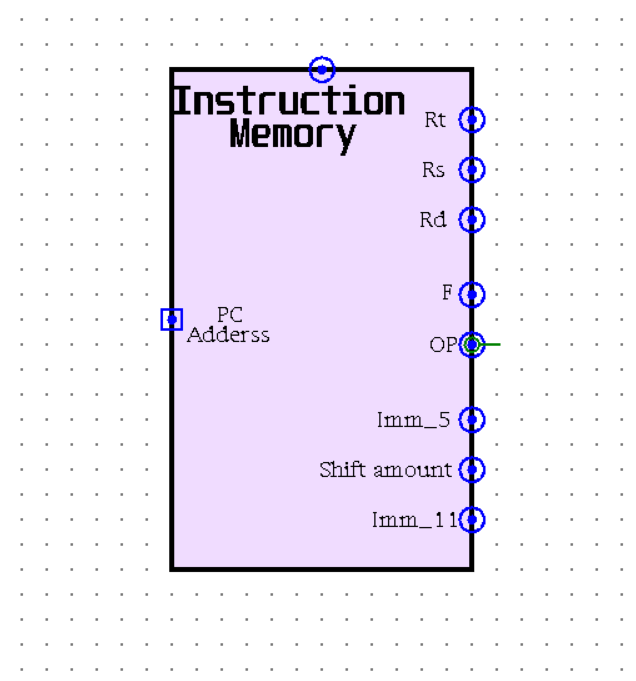 Instruction
Memory
Rt
Rs
Rd
F
PC
Adderss
OP
Imm_5
Shift amount
Imm_11